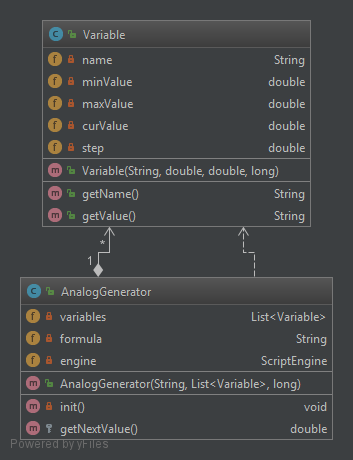 Variable
name String
minValue double
maxValue double
curValue double
step double
Variable(String, double, double, long)
getName() String
getValue() String
*
1
AnalogGenerator
variables List<Variable>
formula String
engine ScriptEngine
AnalogGenerator(String, List<Variable>, long)
init() void
getNextValue() double
Powered by yFiles